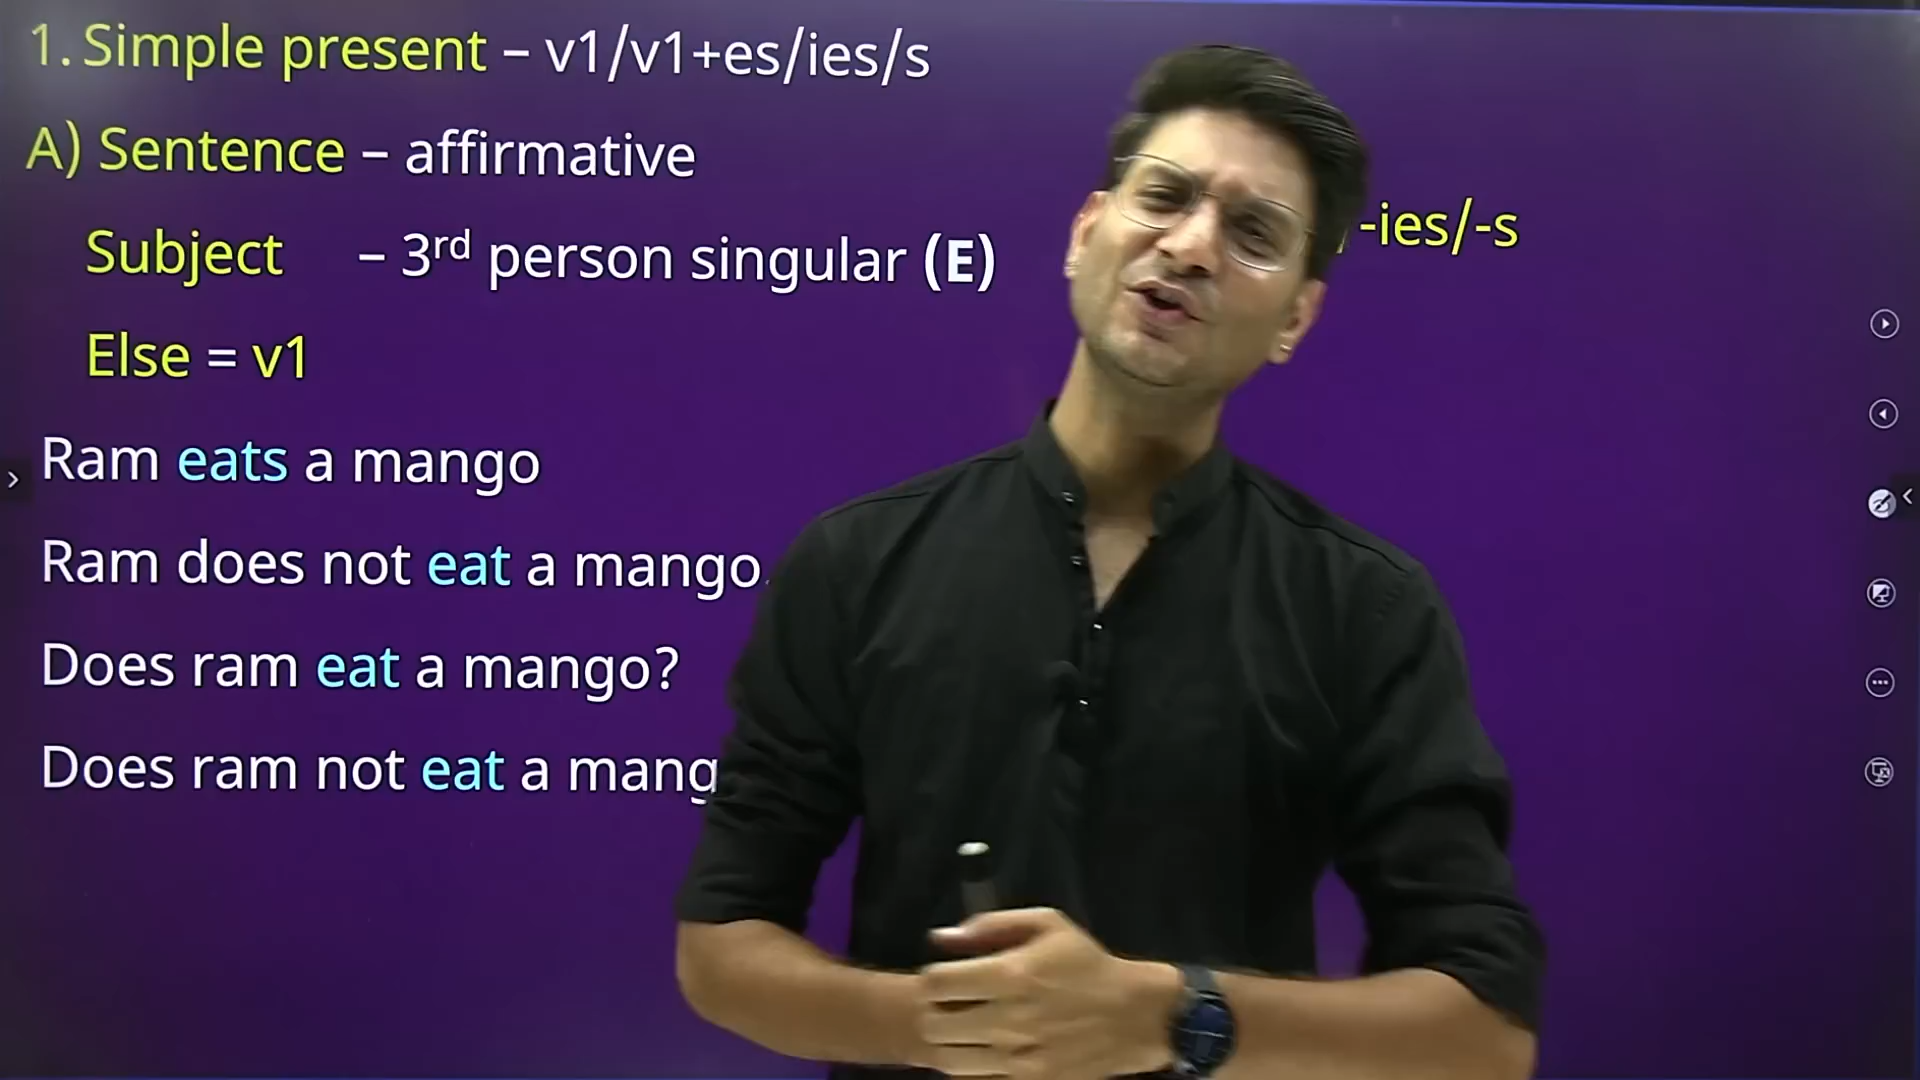 1. Simple present – v1/v1+es/ies/s
A) Sentence – affirmative
-ies/-s
Subject – 3rd person singular (E)
Else = v1
Ram eats a mango
Ram does not eat a mango.
Does ram eat a mango?
Does ram not eat a mang